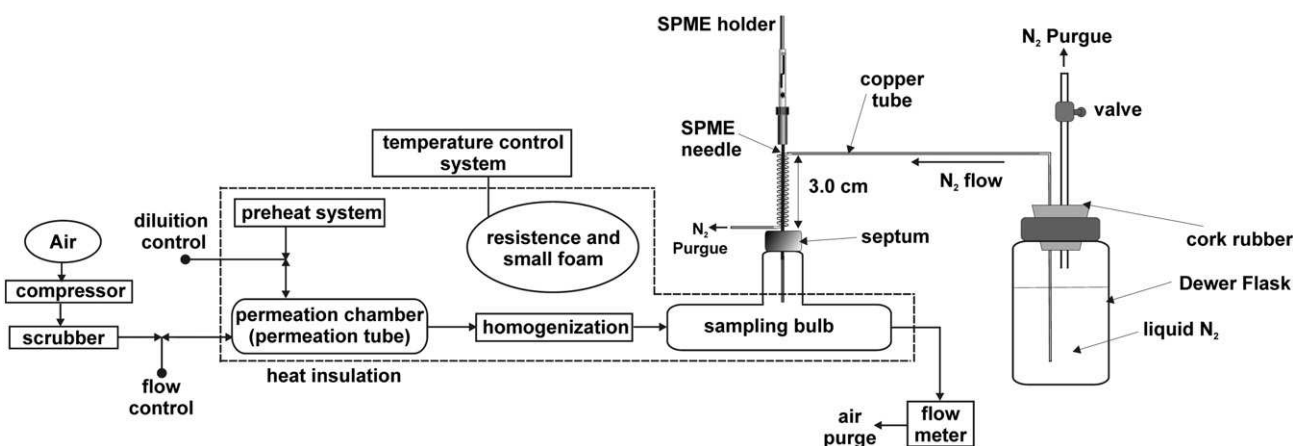 SPME holder
N₂ Purgue
copper
tube
valve
SPME
needle
temperature control
system
N₂ flow
3.0 cm
preheat system
dilution
control
Air
resistence and
small foam
N₂
Purgue
septum
cork rubber
compressor
Dewer Flask
permeation chamber
(permeation tube)
homogenization
sampling bulb
scrubber
liquid N₂
heat insulation
flow
control
air
purge
flow
meter